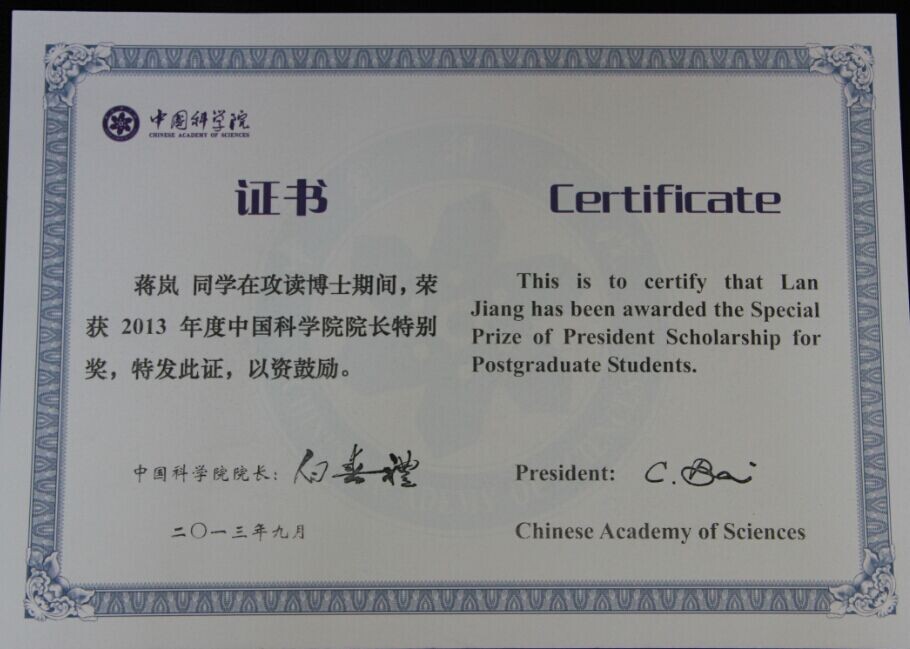 中国科学院
CHINESE ACADEMY OF SCIENCES
证书
蒋岚 同学在攻读博士期间，荣
获 2013 年度中国科学院院长特别
奖，特发此证，以资鼓励。
中国科学院院长：白春禮
二〇一三年九月
Certificate
This is to certify that Lan
Jiang has been awarded the Special
Prize of President Scholarship for
Postgraduate Students.
President: C. Bai
Chinese Academy of Sciences